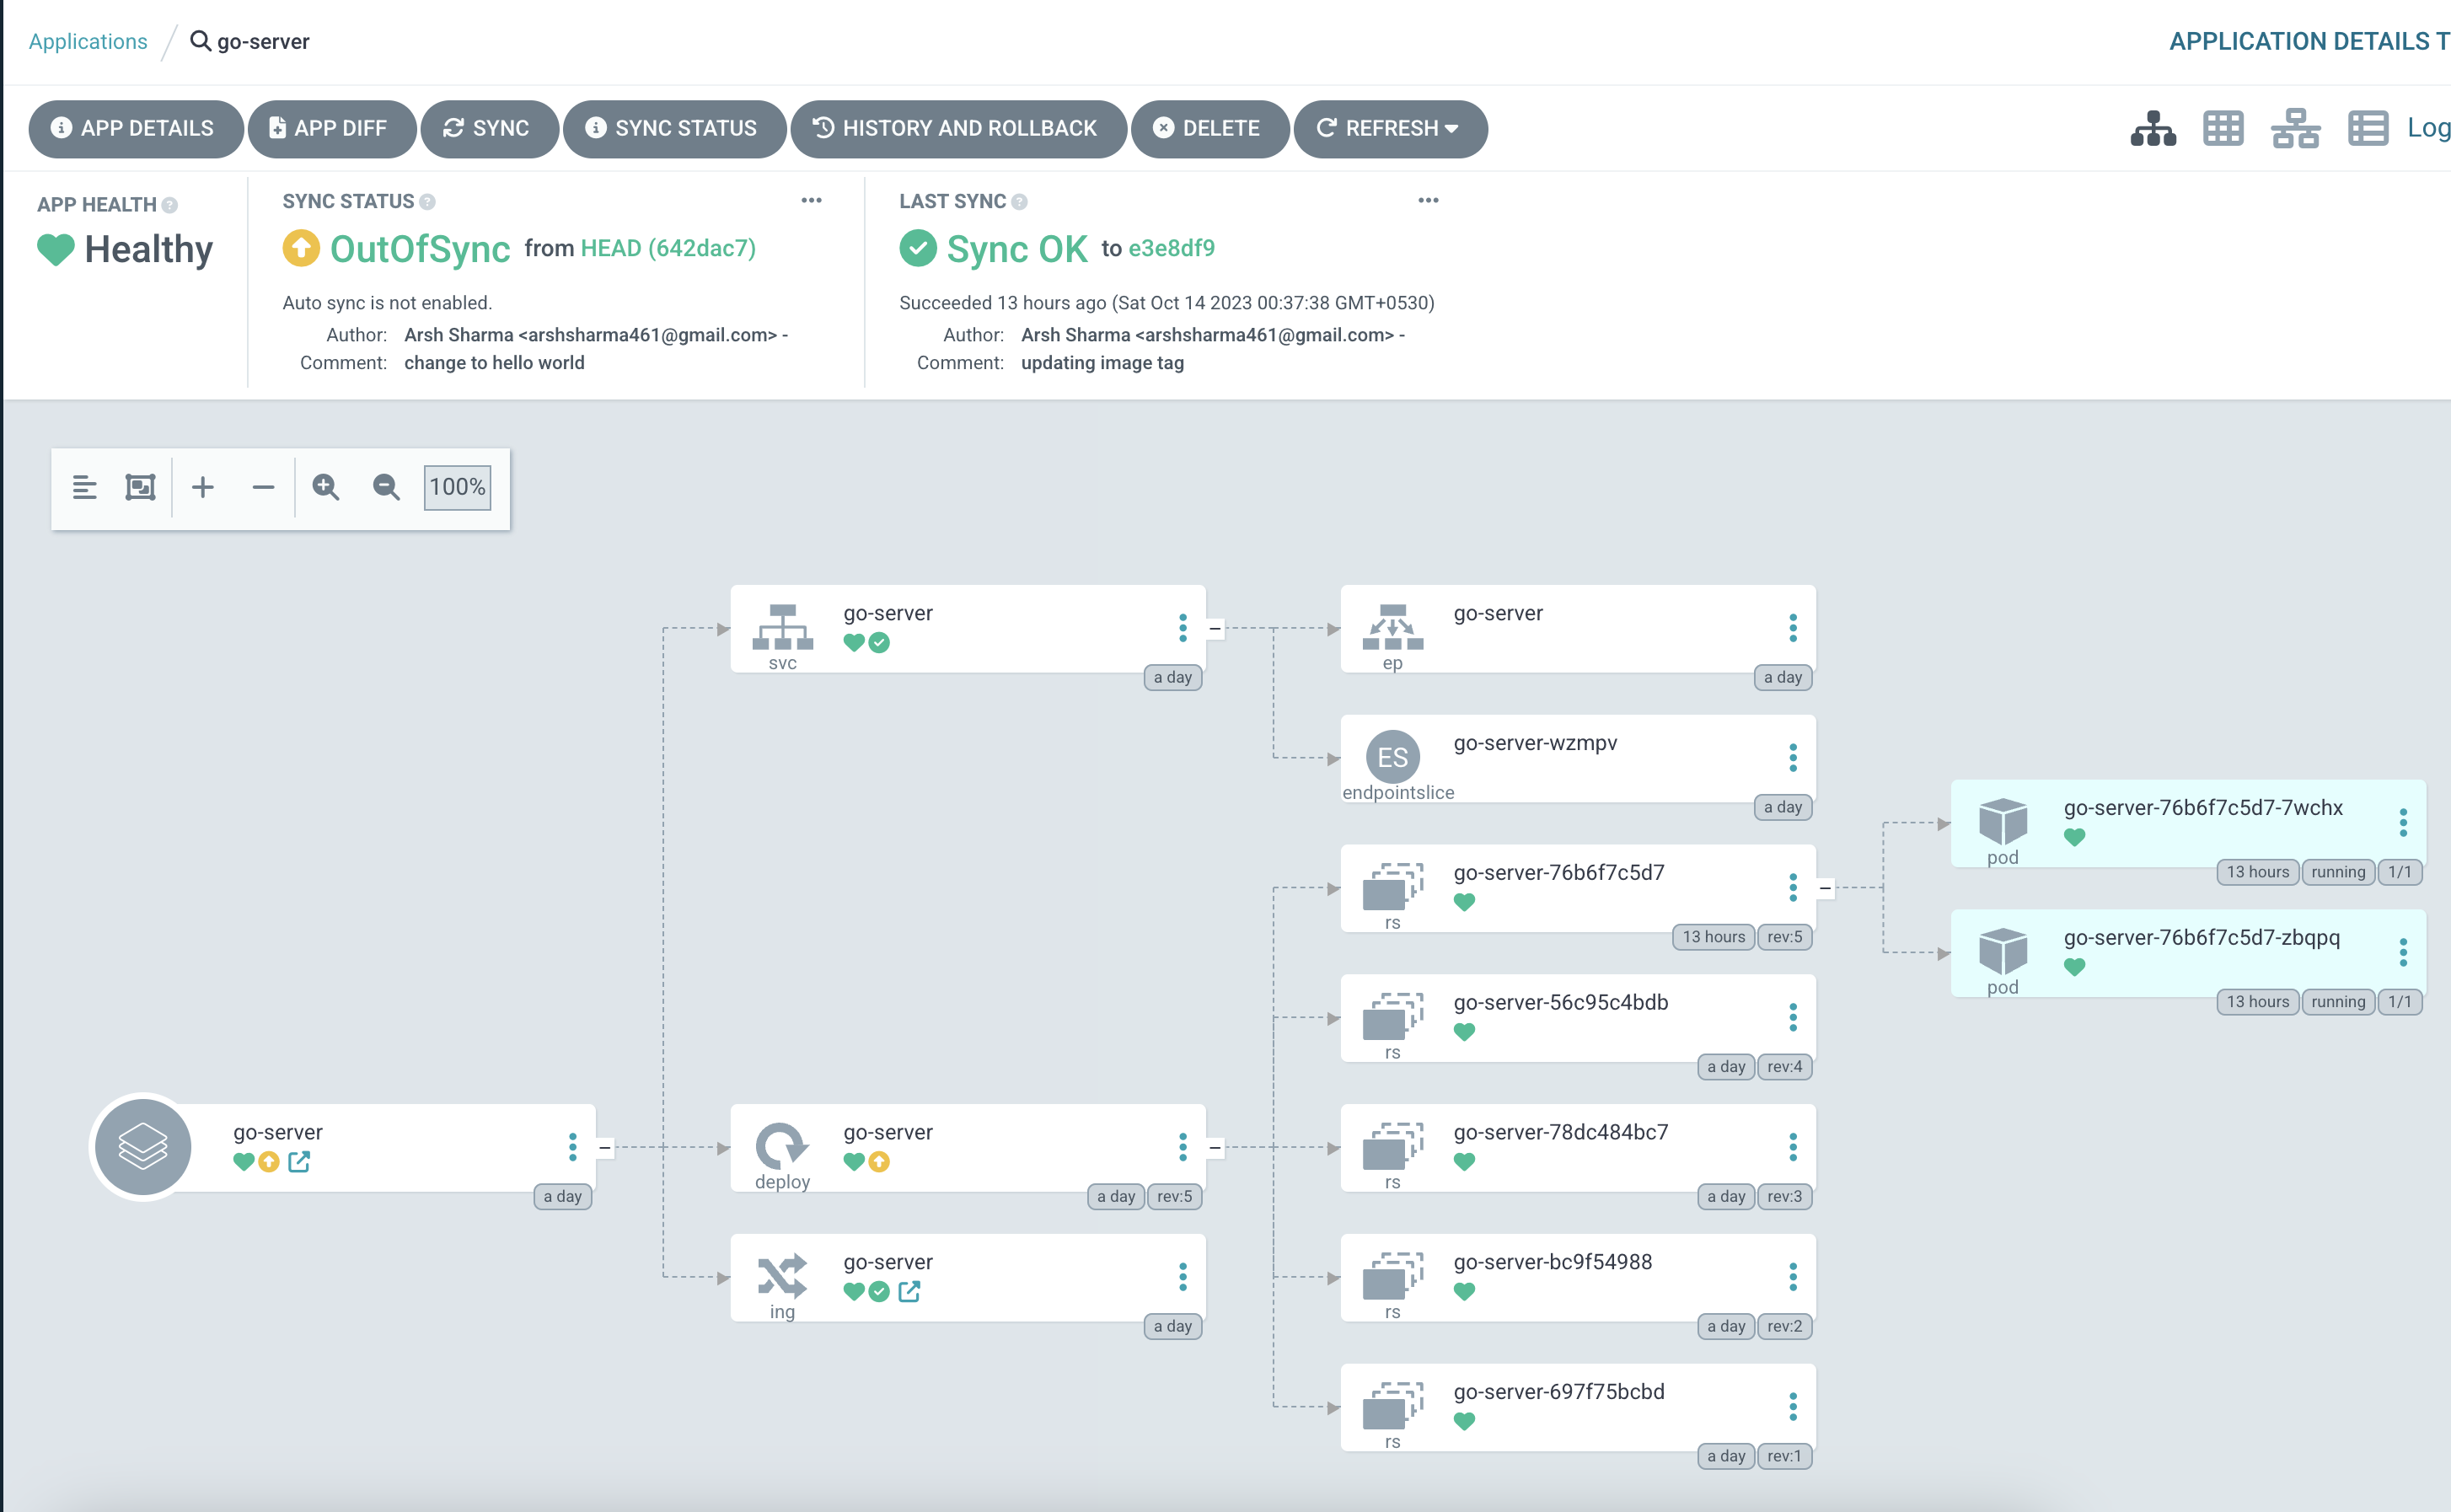 Applications / go-server
APPLICATION DETAILS T
APP DETAILS
APP DIFF
SYNC
SYNC STATUS
HISTORY AND ROLLBACK
DELETE
REFRESH
Log
APP HEALTH
Healthy
SYNC STATUS
OutOfSync from HEAD (642dac7)
Auto sync is not enabled.
Author: Arsh Sharma <arshsharma461@gmail.com> -
Comment: change to hello world
LAST SYNC
Sync OK to e3e8df9
Succeeded 13 hours ago (Sat Oct 14 2023 00:37:38 GMT+0530)
Author: Arsh Sharma <arshsharma461@gmail.com> -
Comment: updating image tag
100%
go-server
a day
go-server
svc
a day
go-server
deploy
a day rev:5
go-server
ing
a day
go-server
ep
a day
ES
go-server-wzmpv
endpointslice
a day
go-server-76b6f7c5d7
rs
13 hours rev:5
go-server-56c95c4bdb
rs
a day rev:4
go-server-78dc484bc7
rs
a day rev:3
go-server-bc9f54988
rs
a day rev:2
go-server-697f75bcbd
rs
a day rev:1
go-server-76b6f7c5d7-7wchx
pod
13 hours running 1/1
go-server-76b6f7c5d7-zbqpq
pod
13 hours running 1/1